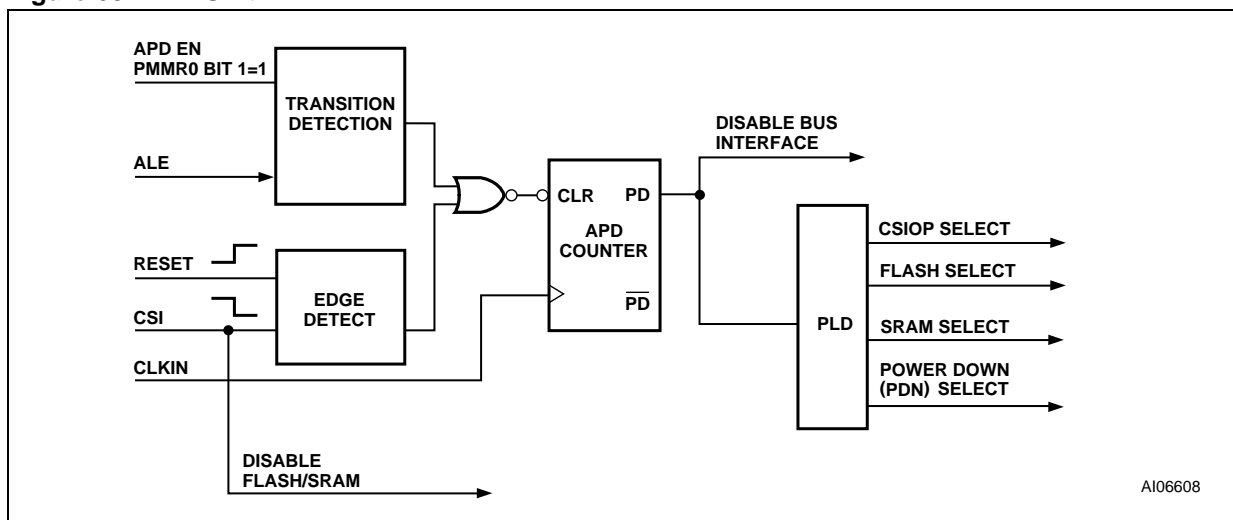 APD EN
PMMR0 BIT 1=1
TRANSITION
DETECTION
ALE
RESET
EDGE
DETECT
CSI
CLKIN
DISABLE
FLASH/SRAM
CLR
PD
APD
COUNTER
PD
DISABLE BUS
INTERFACE
PLD
CSIOP SELECT
FLASH SELECT
SRAM SELECT
POWER DOWN
(PDN) SELECT
AI06608